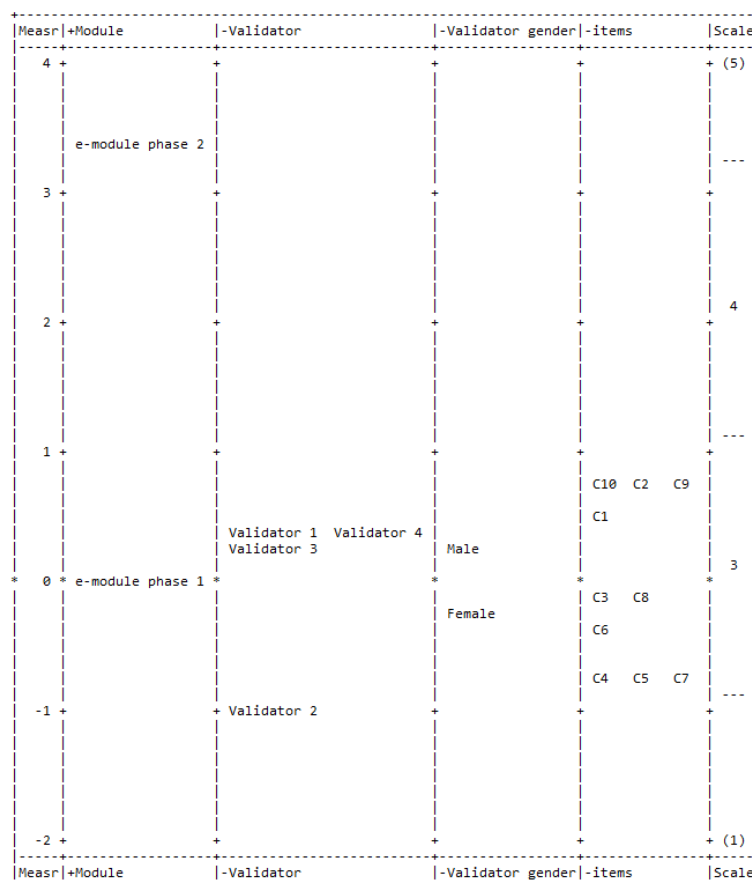 |Measr|+Module |-Validator |-Validator gender|-items |Scale
4 + + + + + (5)
e-module phase 2
---
3 + + + + +
4
2 + + + + +
---
1 + + + + +
C10 C2 C9
C1
Validator 1 Validator 4
Validator 3 Male
3
* 0 * e-module phase 1 * * * *
C3 C8
Female
C6
C4 C5 C7
---
-1 + + Validator 2 + + +
-2 + + + + + (1)
|Measr|+Module |-Validator |-Validator gender|-items |Scale